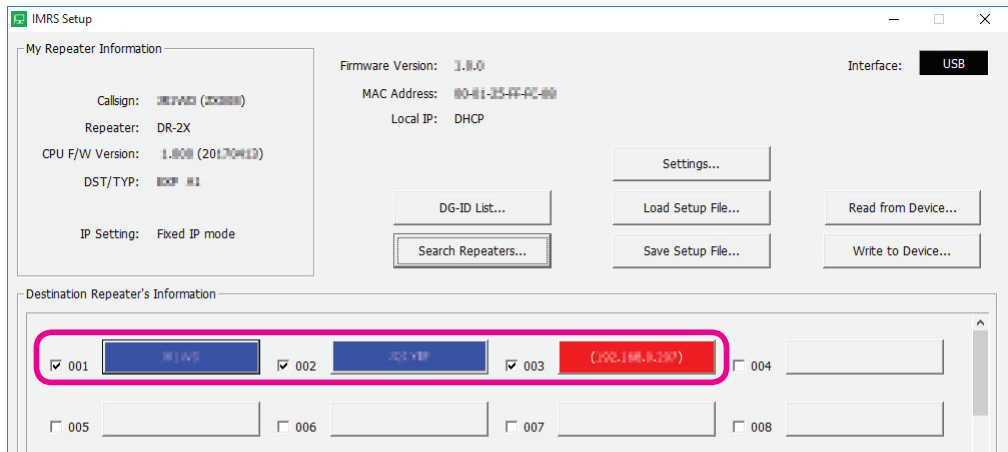 IMRS Setup
My Repeater Information
Callsign:
Repeater: DR-2X
CPU F/W Version:
DST/TYP:
IP Setting: Fixed IP mode
Firmware Version:
MAC Address:
Local IP: DHCP
Interface: USB
Settings...
DG-ID List... Load Setup File... Read from Device...
Search Repeaters... Save Setup File... Write to Device...
Destination Repeater's Information
001 002 003 004
005 006 007 008